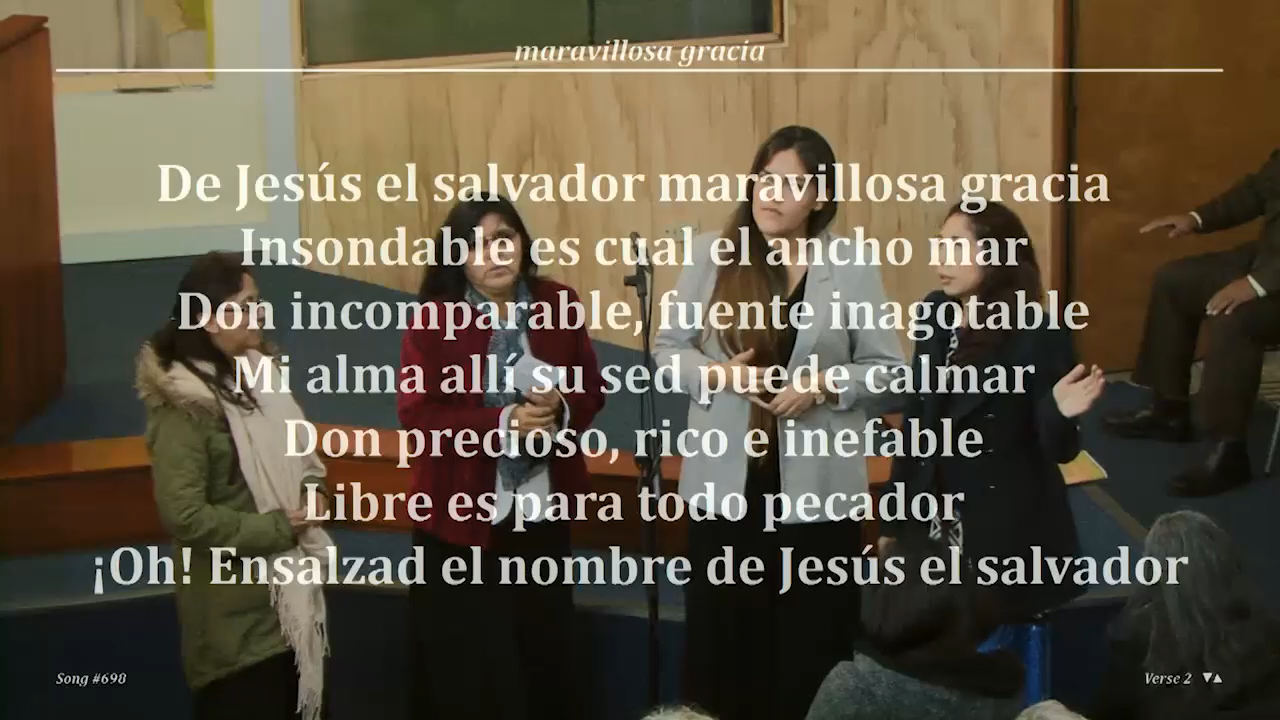 maravillosa gracia
De Jesús el salvador maravillosa gracia
Insondable es cual el ancho mar
Don incomparable, fuente inagotable
Mi alma allí su sed puede calmar
Don precioso, rico e inefable
Libre es para todo pecador
¡Oh! Ensalzad el nombre de Jesús el salvador
Song #698
Verse 2 ▼▲